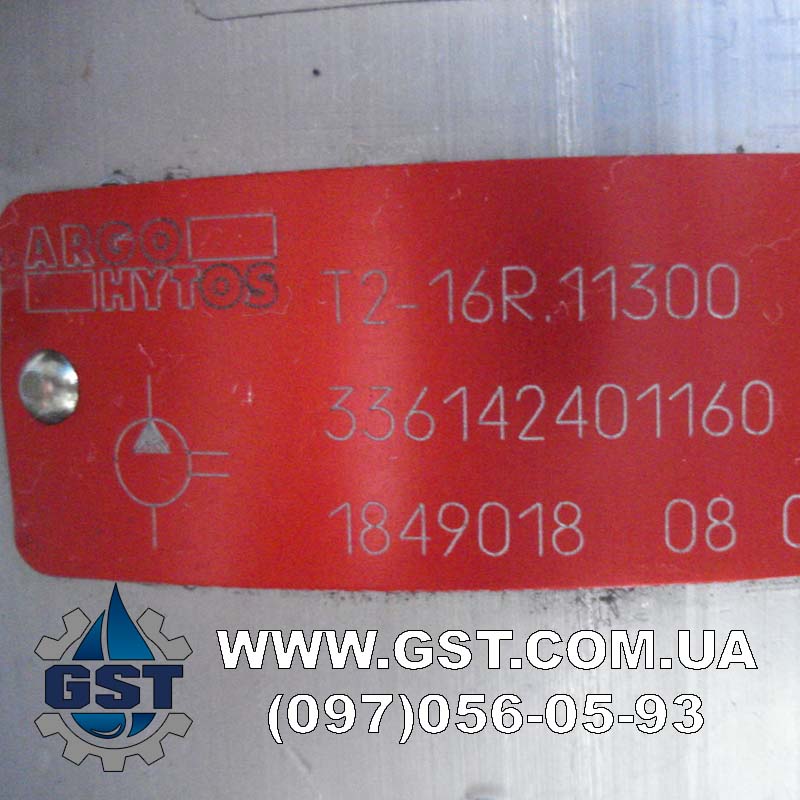 ARGO
HYTOS
T2-16R.11300
336142401160
1849018 08
GST
WWW.GST.COM.UA
(097)056-05-93